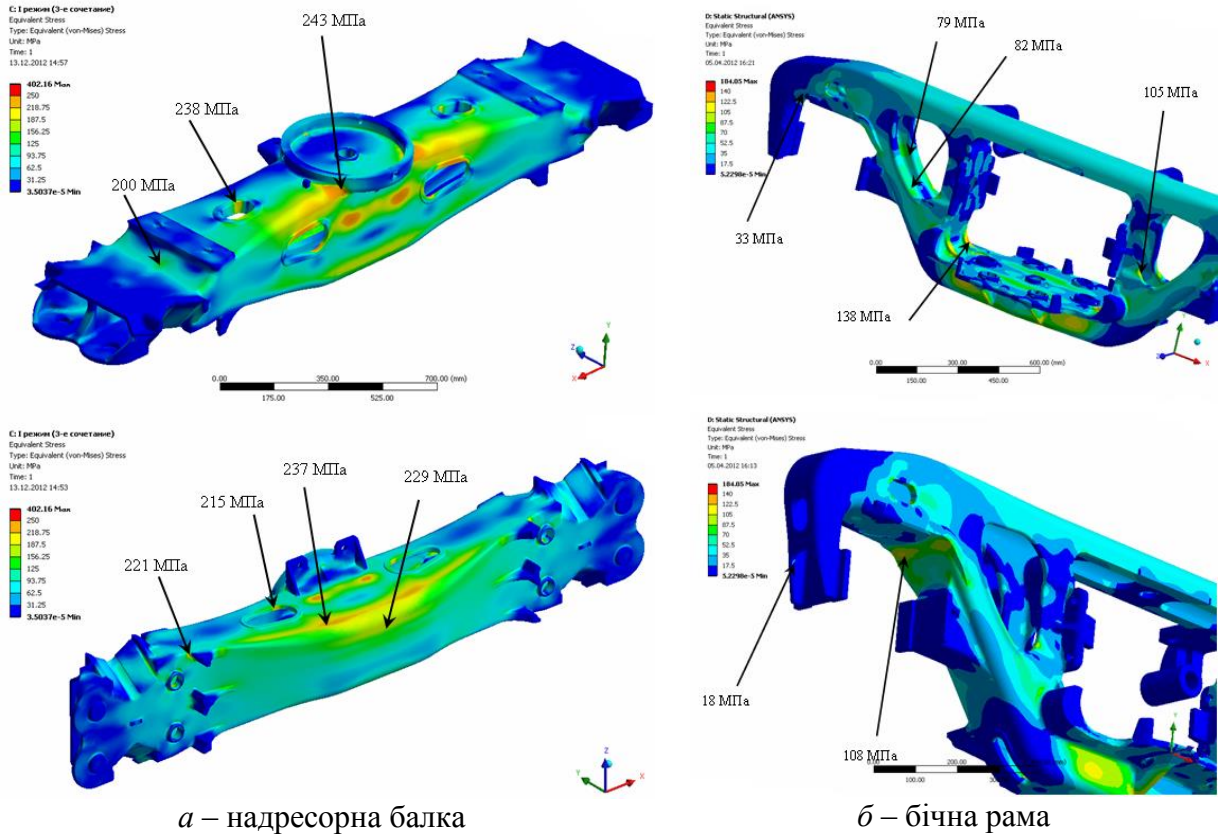 C: I режим (3-е сочетание)
Equivalent Stress
Type: Equivalent (von-Mises) Stress
Unit: MPa
Time: 1
13.12.2012 14:57
402.16 Max
250
218.75
187.5
156.25
125
93.75
62.5
31.25
3.5037e-5 Min
243 МПа
238 МПа
200 МПа
Y
Z
X
0.00 350.00 700.00 (mm)
175.00 525.00
D: Static Structural (ANSYS)
Equivalent Stress
Type: Equivalent (von-Mises) Stress
Unit: MPa
Time: 1
05.04.2012 16:21
184.05 Max
140
122.5
105
87.5
70
52.5
35
17.5
5.2298e-5 Min
79 МПа
82 МПа
105 МПа
33 МПа
138 МПа
Y
X
0.00 300.00 600.00 (mm)
150.00 450.00
C: I режим (3-е сочетание)
Equivalent Stress
Type: Equivalent (von-Mises) Stress
Unit: MPa
Time: 1
13.12.2012 14:53
402.16 Max
250
218.75
187.5
156.25
125
93.75
62.5
31.25
3.5037e-5 Min
237 МПа
229 МПа
215 МПа
221 МПа
Z
Y
X
D: Static Structural (ANSYS)
Equivalent Stress
Type: Equivalent (von-Mises) Stress
Unit: MPa
Time: 1
05.04.2012 16:13
184.05 Max
140
122.5
105
87.5
70
52.5
35
17.5
5.2298e-5 Min
18 МПа
108 МПа
Y
X
0.00 200.00
100.00
а – надресорна балка
б – бічна рама